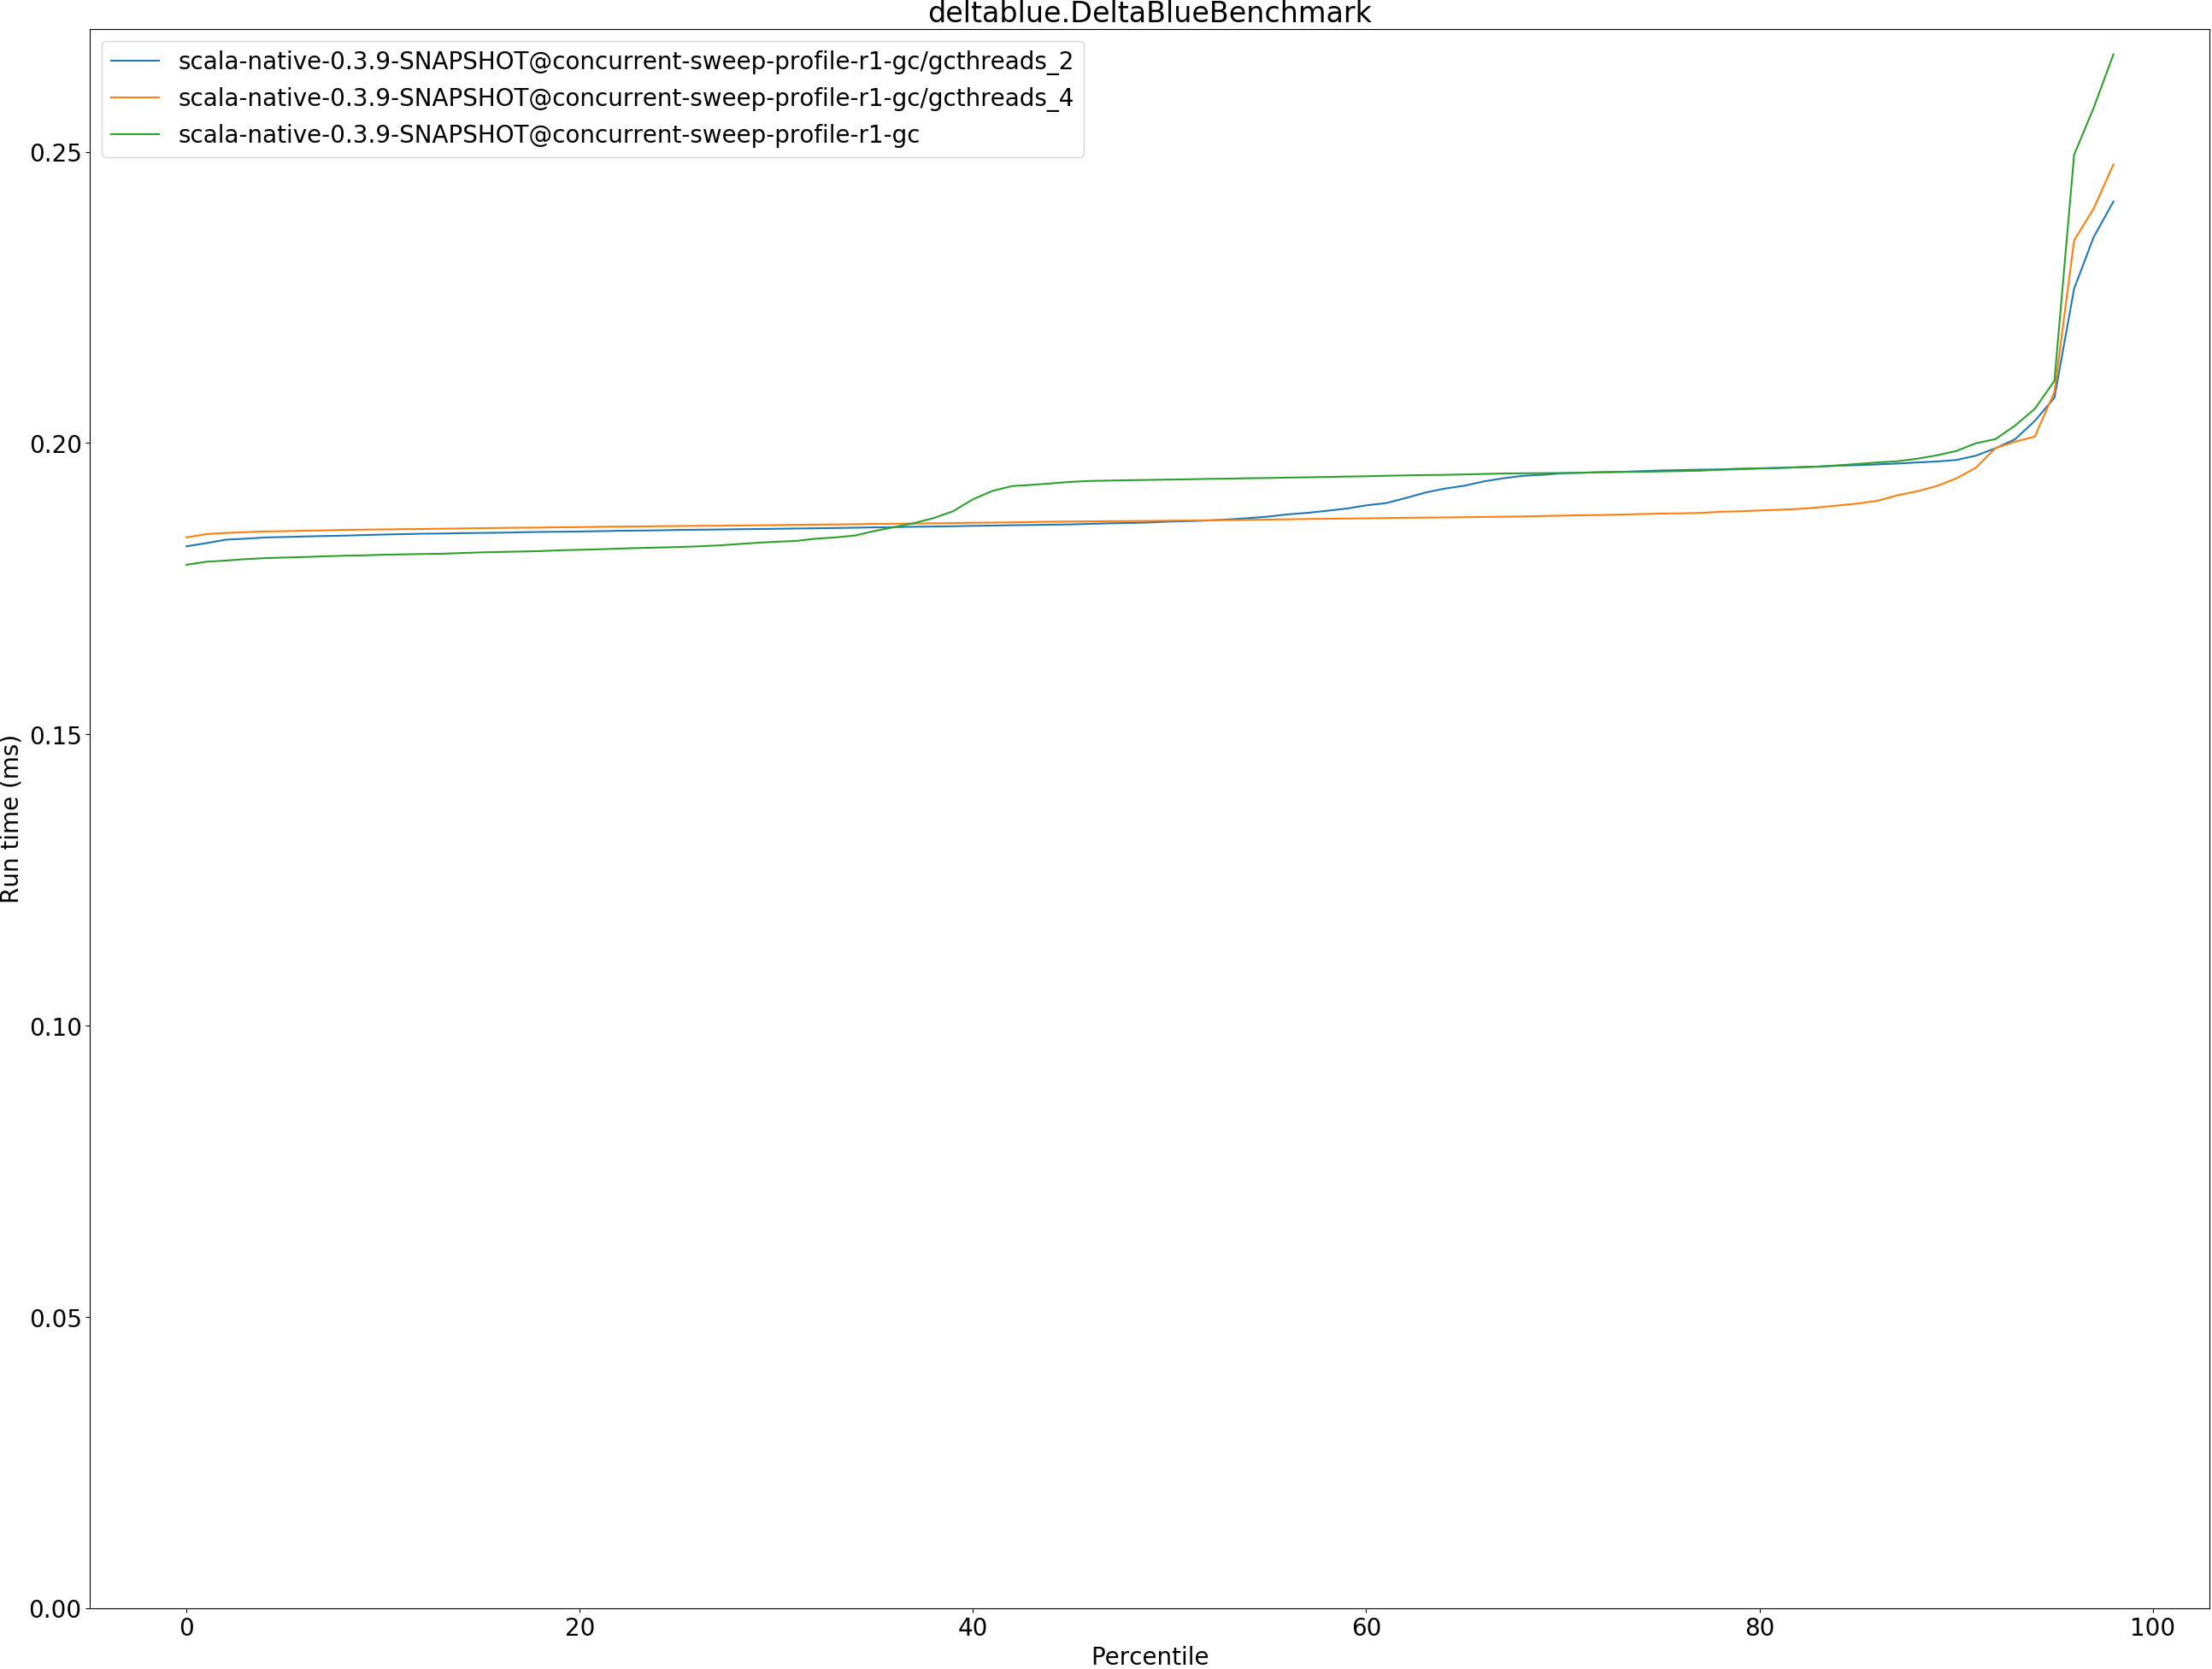 deltablue.DeltaBlueBenchmark
scala-native-0.3.9-SNAPSHOT@concurrent-sweep-profile-r1-gc/gcthreads_2
scala-native-0.3.9-SNAPSHOT@concurrent-sweep-profile-r1-gc/gcthreads_4
scala-native-0.3.9-SNAPSHOT@concurrent-sweep-profile-r1-gc
0.25
0.20
0.15
0.10
0.05
0.00
Run time (ms)
0 20 40 60 80 100
Percentile